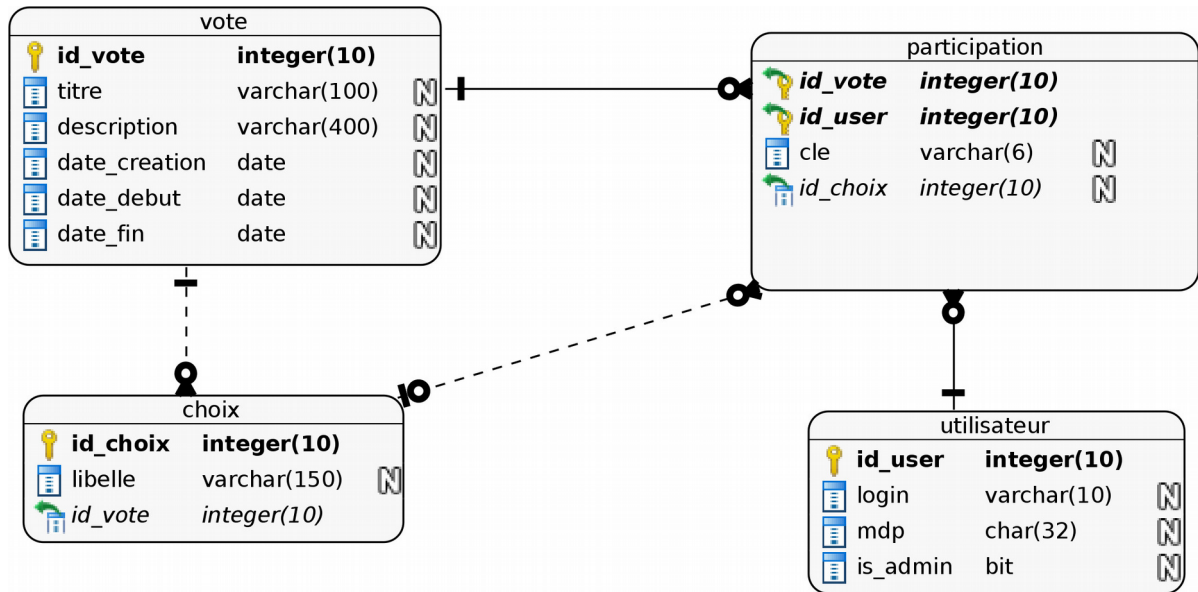 vote
id_vote integer(10)
titre varchar(100) N
description varchar(400) N
date_creation date N
date_debut date N
date_fin date N
participation
id_vote integer(10)
id_user integer(10)
cle varchar(6) N
id_choix integer(10) N
choix
id_choix integer(10)
libelle varchar(150) N
id_vote integer(10)
utilisateur
id_user integer(10)
login varchar(10) N
mdp char(32) N
is_admin bit N